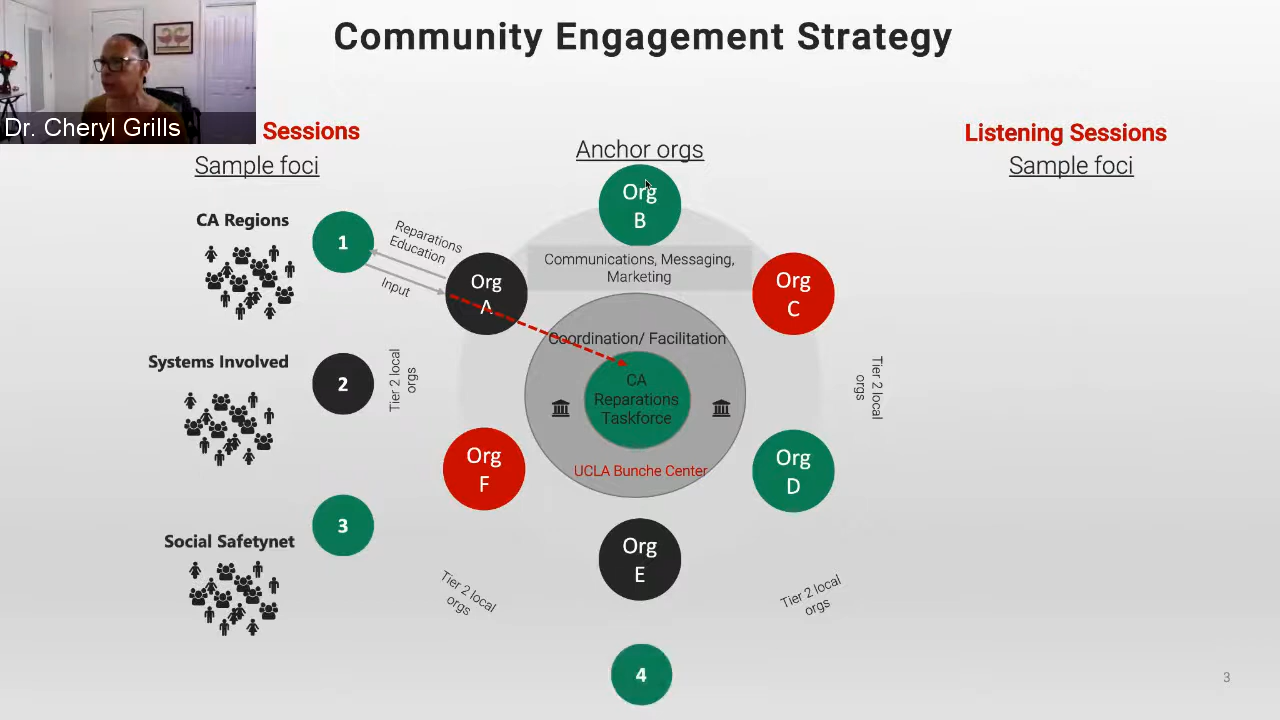 Community Engagement Strategy
Dr. Cheryl Grills
Sessions
Sample foci
Anchor orgs
Listening Sessions
Sample foci
CA Regions
1
Reparations
Education
Input
Org
A
Org
B
Communications, Messaging,
Marketing
Org
C
Coordination/ Facilitation
CA
Reparations
Taskforce
UCLA Bunche Center
Systems Involved
2
Tier 2 local
orgs
Tier 2 local
orgs
Org
F
Org
D
Social Safetynet
3
Org
E
Tier 2 local
orgs
Tier 2 local
orgs
4
3